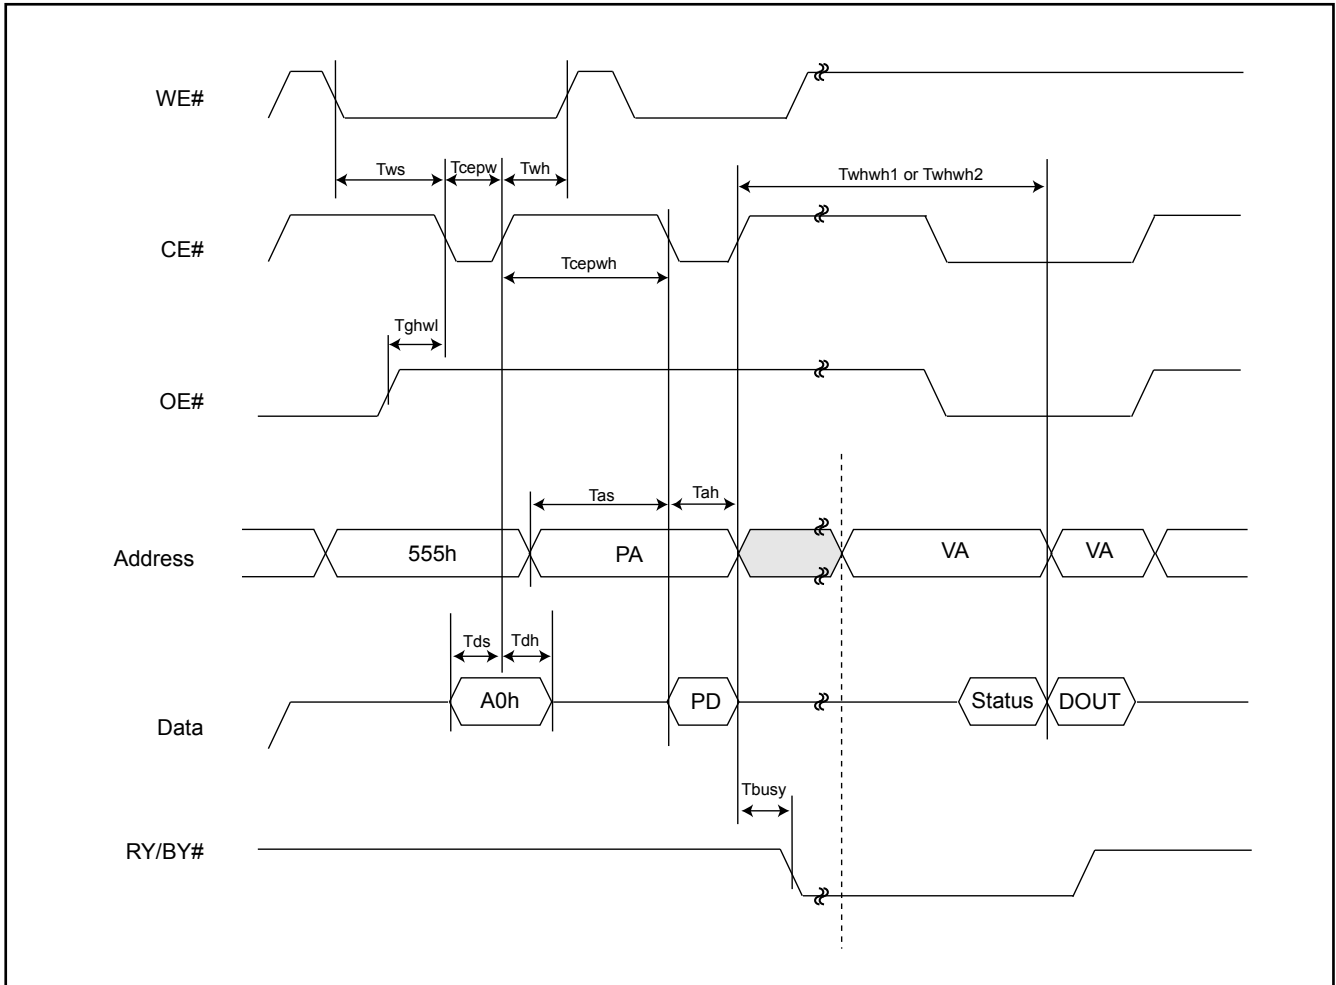 WE#
Tws
Tcepw
Twh
Twhwh1 or Twhwh2
CE#
Tcepwh
Tghwl
OE#
Tas
Tah
Address
555h
PA
VA
VA
Tds
Tdh
Data
A0h
PD
Status
DOUT
Tbusy
RY/BY#